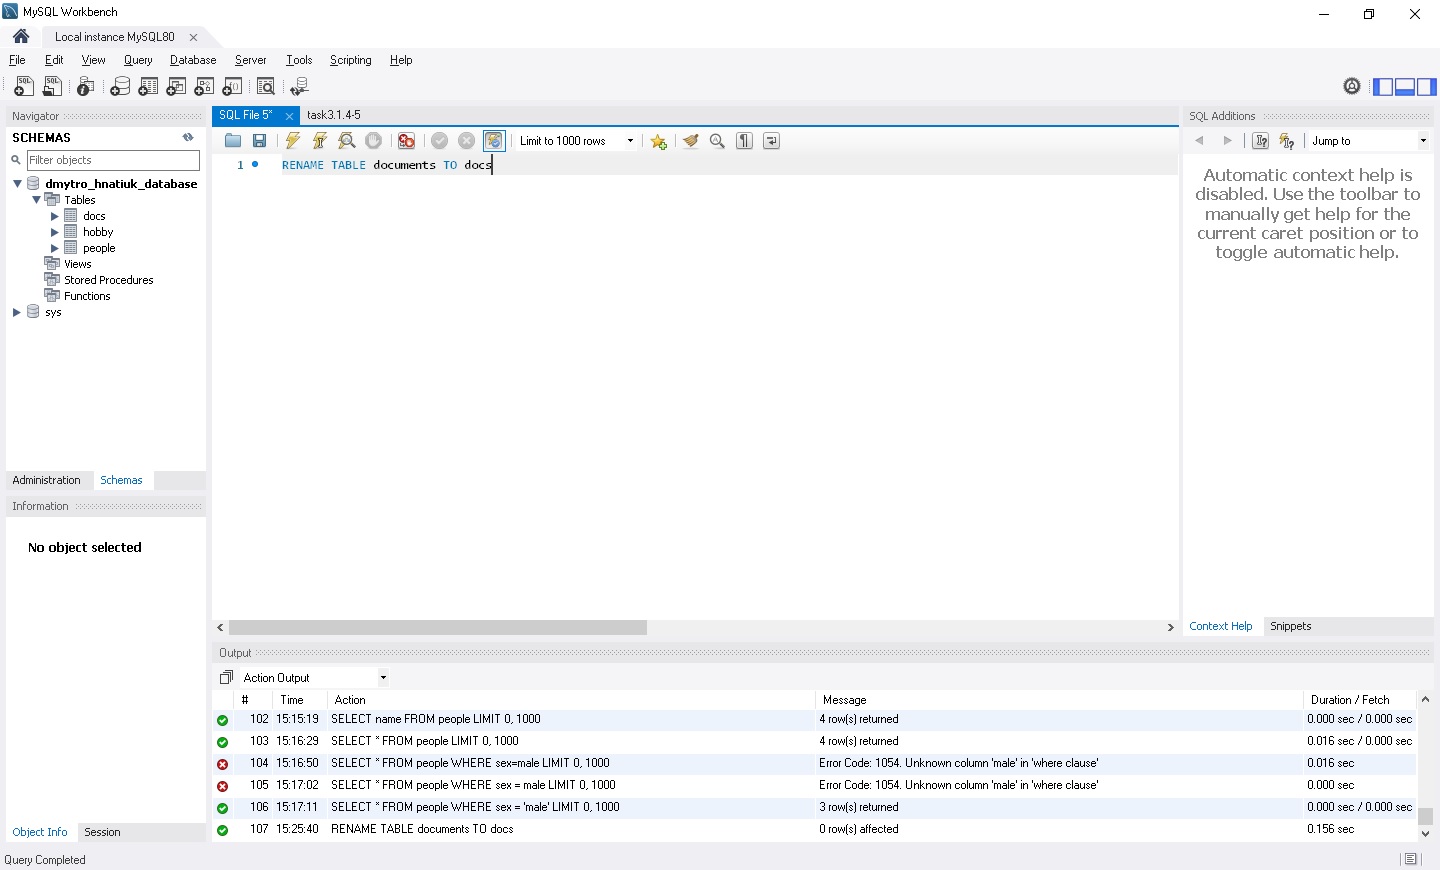 MySQL Workbench
Local instance MySQL80
File Edit View Query Database Server Tools Scripting Help
Navigator
SCHEMAS
Filter objects
dmytro_hnatiuk_database
Tables
docs
hobby
people
Views
Stored Procedures
Functions
sys
Administration Schemas
Information
No object selected
Object Info Session
SQL File 5* task3.1.4-5
Limit to 1000 rows
1 RENAME TABLE documents TO docs
SQL Additions
Jump to
Automatic context help is
disabled. Use the toolbar to
manually get help for the
current caret position or to
toggle automatic help.
Context Help Snippets
Output
Action Output
# Time Action Message Duration / Fetch
102 15:15:19 SELECT name FROM people LIMIT 0, 1000 4 row(s) returned 0.000 sec / 0.000 sec
103 15:16:29 SELECT * FROM people LIMIT 0, 1000 4 row(s) returned 0.016 sec / 0.000 sec
104 15:16:50 SELECT * FROM people WHERE sex=male LIMIT 0, 1000 Error Code: 1054. Unknown column 'male' in 'where clause' 0.016 sec
105 15:17:02 SELECT * FROM people WHERE sex = male LIMIT 0, 1000 Error Code: 1054. Unknown column 'male' in 'where clause' 0.000 sec
106 15:17:11 SELECT * FROM people WHERE sex = 'male' LIMIT 0, 1000 3 row(s) returned 0.000 sec / 0.000 sec
107 15:25:40 RENAME TABLE documents TO docs 0 row(s) affected 0.156 sec
Query Completed